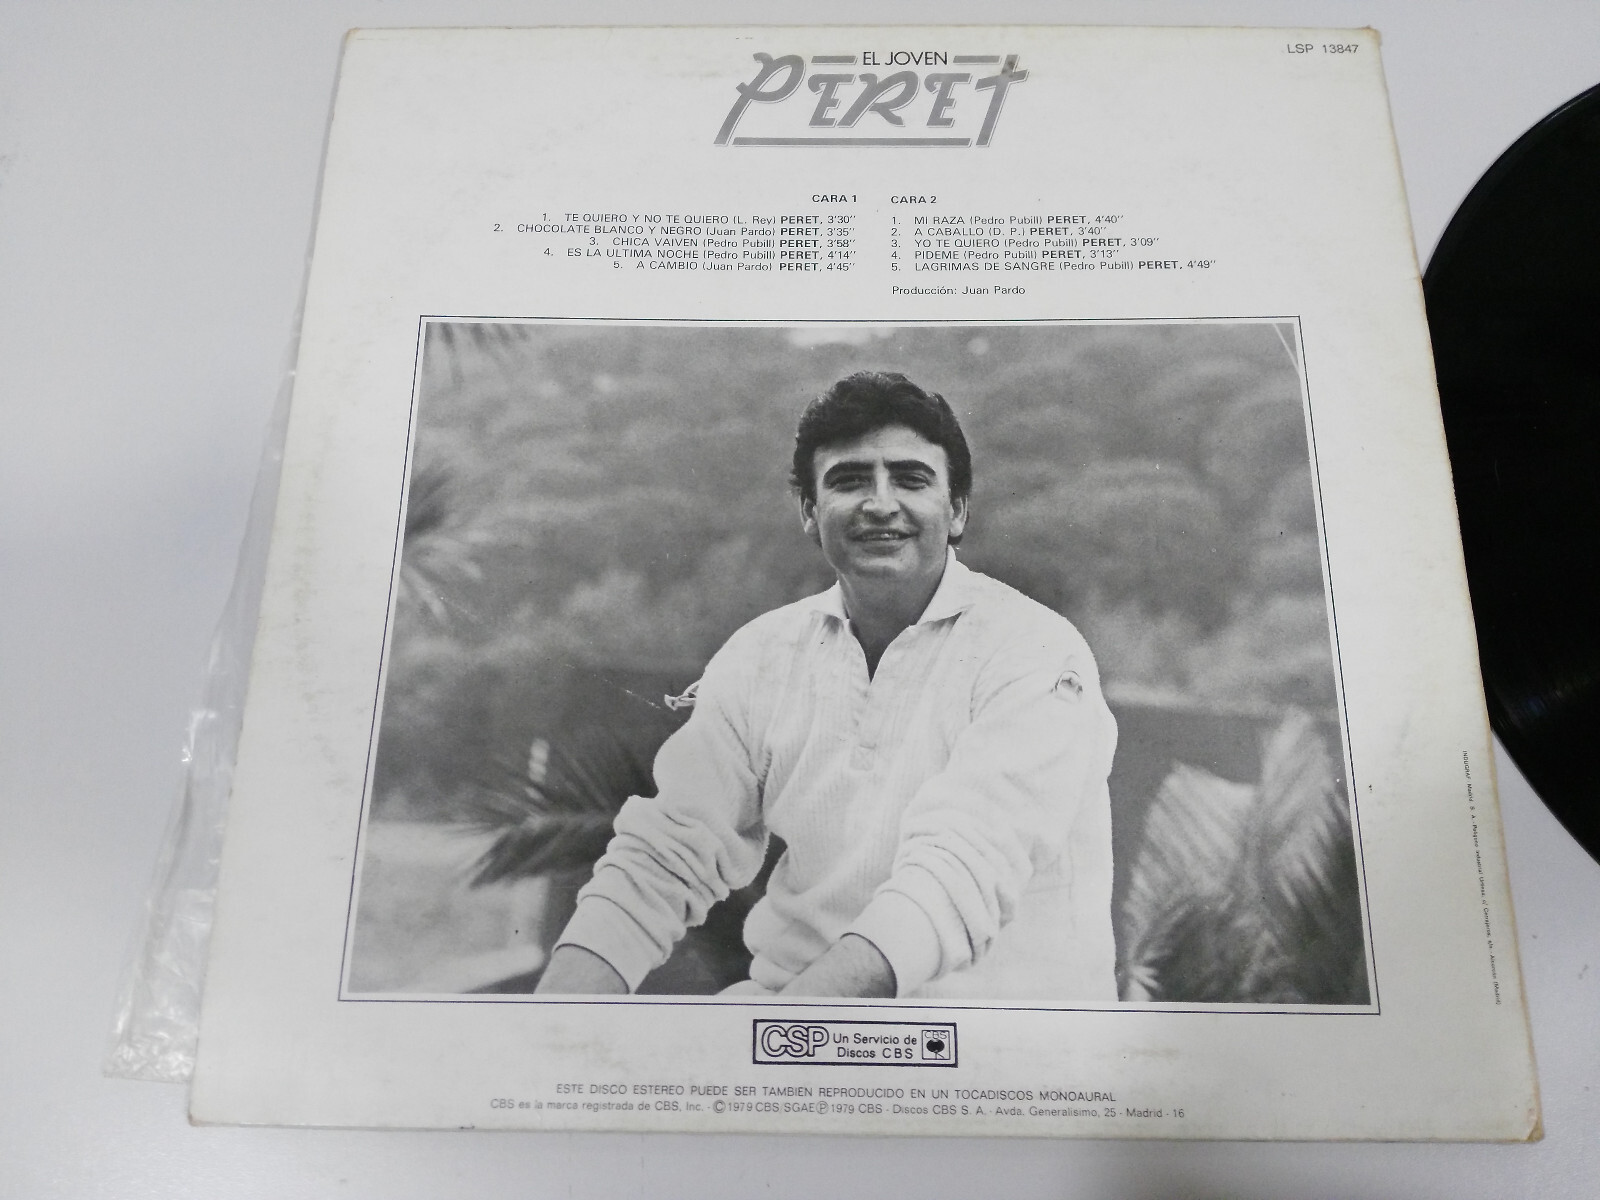 LSP 13847
EL JOVEN
PERET
CARA 1
1. TE QUIERO Y NO TE QUIERO (L. Rey) PERET, 3'30''
2. CHOCOLATE BLANCO Y NEGRO (Juan Pardo) PERET, 3'35''
3. CHICA VAIVEN (Pedro Pubill) PERET, 3'58''
4. ES LA ULTIMA NOCHE (Pedro Pubill) PERET, 4'14''
5. A CAMBIO (Juan Pardo) PERET, 4'45''
CARA 2
1. MI RAZA (Pedro Pubill) PERET, 4'40''
2. A CABALLO (D. P.) PERET, 3'40''
3. YO TE QUIERO (Pedro Pubill) PERET, 3'09''
4. PIDEME (Pedro Pubill) PERET, 3'13''
5. LAGRIMAS DE SANGRE (Pedro Pubill) PERET, 4'49''
Producción: Juan Pardo
CSP Un Servicio de
Discos CBS
CBS
ESTE DISCO ESTEREO PUEDE SER TAMBIEN REPRODUCIDO EN UN TOCADISCOS MONOAURAL
CBS es la marca registrada de CBS, Inc. - ©1979 CBS/SGAE ℗ 1979 CBS - Discos CBS S. A. - Avda. Generalísimo, 25 - Madrid - 16